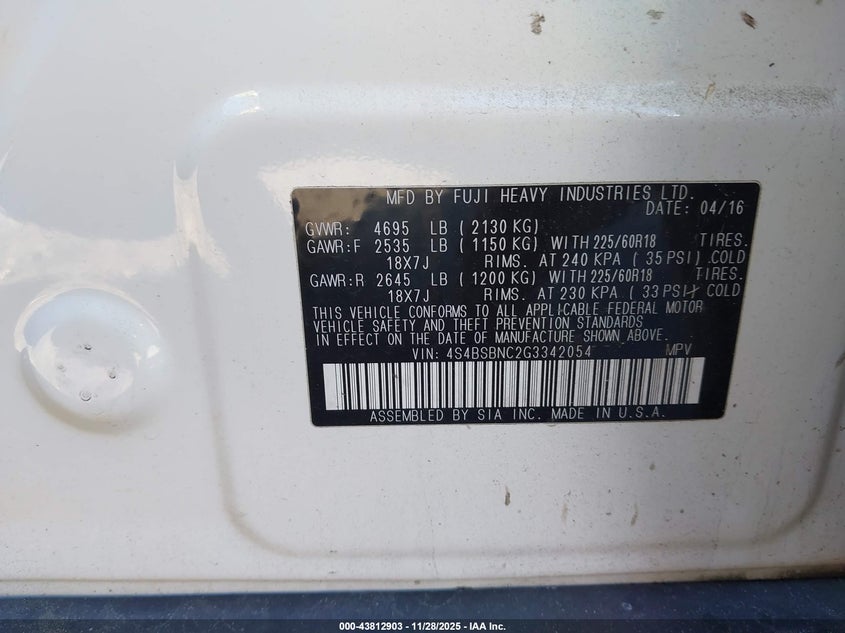 MFD BY FUJI HEAVY INDUSTRIES LTD.
DATE: 04/16
GVWR: 4695 LB ( 2130 KG)
GAWR:F 2535 LB ( 1150 KG) WITH 225/60R18 TIRES.
18X7J RIMS. AT 240 KPA ( 35 PSI) COLD
GAWR:R 2645 LB ( 1200 KG) WITH 225/60R18 TIRES.
18X7J RIMS. AT 230 KPA ( 33 PSI) COLD
THIS VEHICLE CONFORMS TO ALL APPLICABLE FEDERAL MOTOR
VEHICLE SAFETY AND THEFT PREVENTION STANDARDS
IN EFFECT ON THE DATE OF MANUFACTURE SHOWN ABOVE.
VIN: 4S4BSBNC2G3342054 MPV
ASSEMBLED BY SIA INC. MADE IN U.S.A.
000-43812903 - 11/28/2025 - IAA Inc.